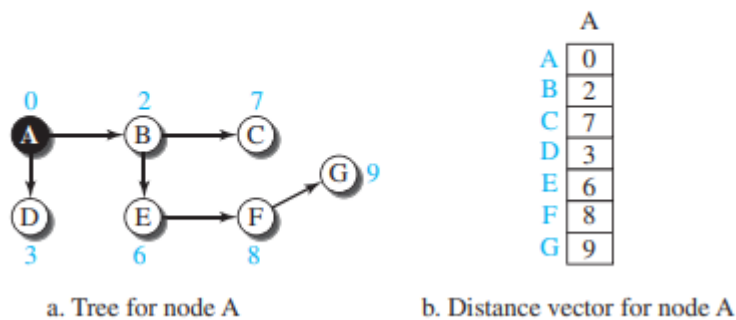 A
0 2 7
A B C
G 9
D E F
3 6 8
A 0
B 2
C 7
D 3
E 6
F 8
G 9
a. Tree for node A
b. Distance vector for node A